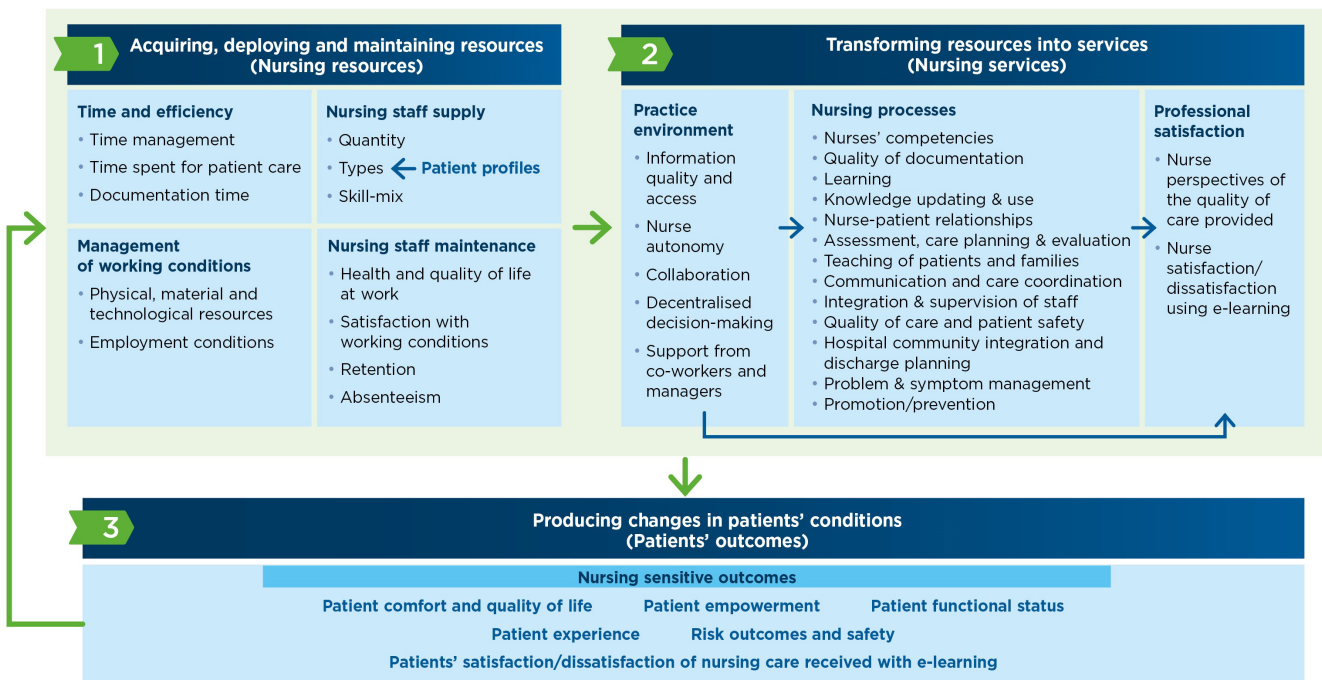 1
Acquiring, deploying and maintaining resources
(Nursing resources)
Time and efficiency
• Time management
• Time spent for patient care
• Documentation time
Nursing staff supply
• Quantity
• Types
Patient profiles
• Skill-mix
Management
of working conditions
• Physical, material and
technological resources
• Employment conditions
Nursing staff maintenance
• Health and quality of life
at work
• Satisfaction with
working conditions
• Retention
• Absenteeism
2
Transforming resources into services
(Nursing services)
Practice
environment
• Information
quality and
access
• Nurse
autonomy
• Collaboration
• Decentralised
decision-making
• Support from
co-workers and
managers
Nursing processes
• Nurses’ competencies
• Quality of documentation
• Learning
• Knowledge updating & use
• Nurse-patient relationships
• Assessment, care planning & evaluation
• Teaching of patients and families
• Communication and care coordination
• Integration & supervision of staff
• Quality of care and patient safety
• Hospital community integration and
discharge planning
• Problem & symptom management
• Promotion/prevention
Professional
satisfaction
• Nurse
perspectives of
the quality of
care provided
• Nurse
satisfaction/
dissatisfaction
using e-learning
3
Producing changes in patients’ conditions
(Patients’ outcomes)
Nursing sensitive outcomes
Patient comfort and quality of life Patient empowerment Patient functional status
Patient experience Risk outcomes and safety
Patients’ satisfaction/dissatisfaction of nursing care received with e-learning